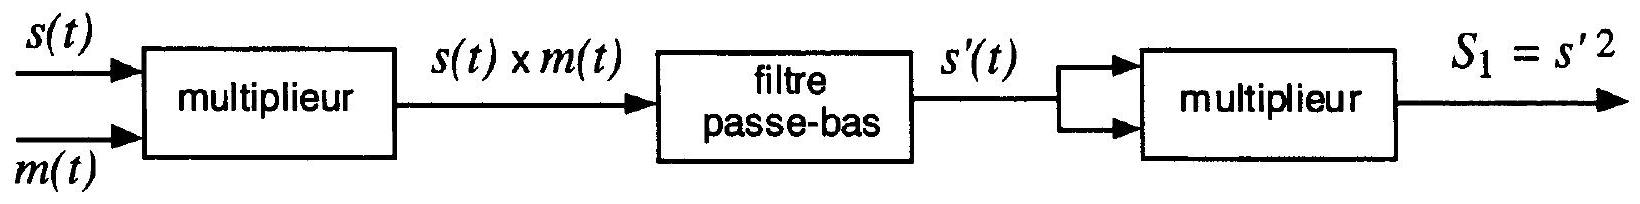 s(t)
m(t)
multiplieur
s(t) x m(t)
filtre
passe-bas
s'(t)
multiplieur
S₁ = s' ²